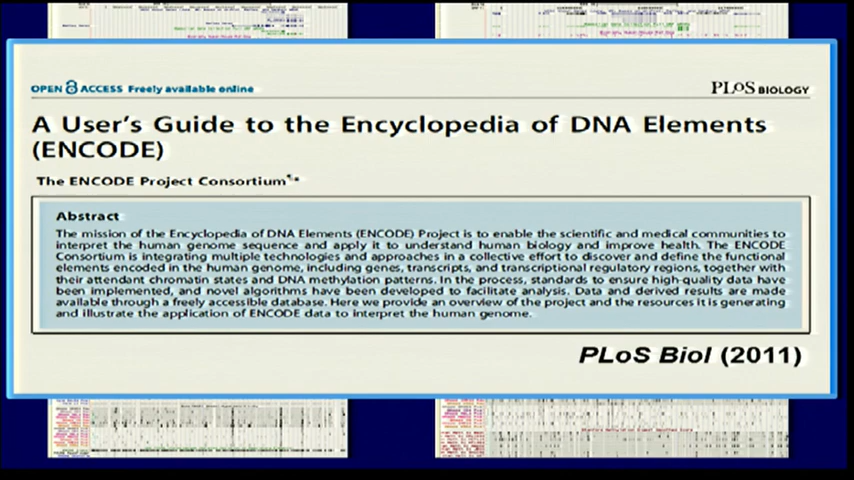 OPEN ACCESS Freely available online
PLoS BIOLOGY
A User's Guide to the Encyclopedia of DNA Elements
(ENCODE)
The ENCODE Project Consortium¶*
Abstract
The mission of the Encyclopedia of DNA Elements (ENCODE) Project is to enable the scientific and medical communities to
interpret the human genome sequence and apply it to understand human biology and improve health. The ENCODE
Consortium is integrating multiple technologies and approaches in a collective effort to discover and define the functional
elements encoded in the human genome, including genes, transcripts, and transcriptional regulatory regions, together with
their attendant chromatin states and DNA methylation patterns. In the process, standards to ensure high-quality data have
been implemented, and novel algorithms have been developed to facilitate analysis. Data and derived results are made
available through a freely accessible database. Here we provide an overview of the project and the resources it is generating
and illustrate the application of ENCODE data to interpret the human genome.
PLoS Biol (2011)